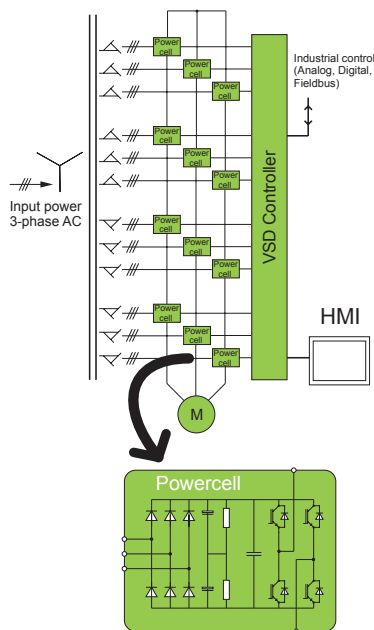 Power
cell
Power
cell
Power
cell
Power
cell
Power
cell
Power
cell
Power
cell
Power
cell
Power
cell
Power
cell
Power
cell
Power
cell
VSD Controller
Industrial control
(Analog, Digital,
Fieldbus)
Input power
3-phase AC
HMI
M
Powercell